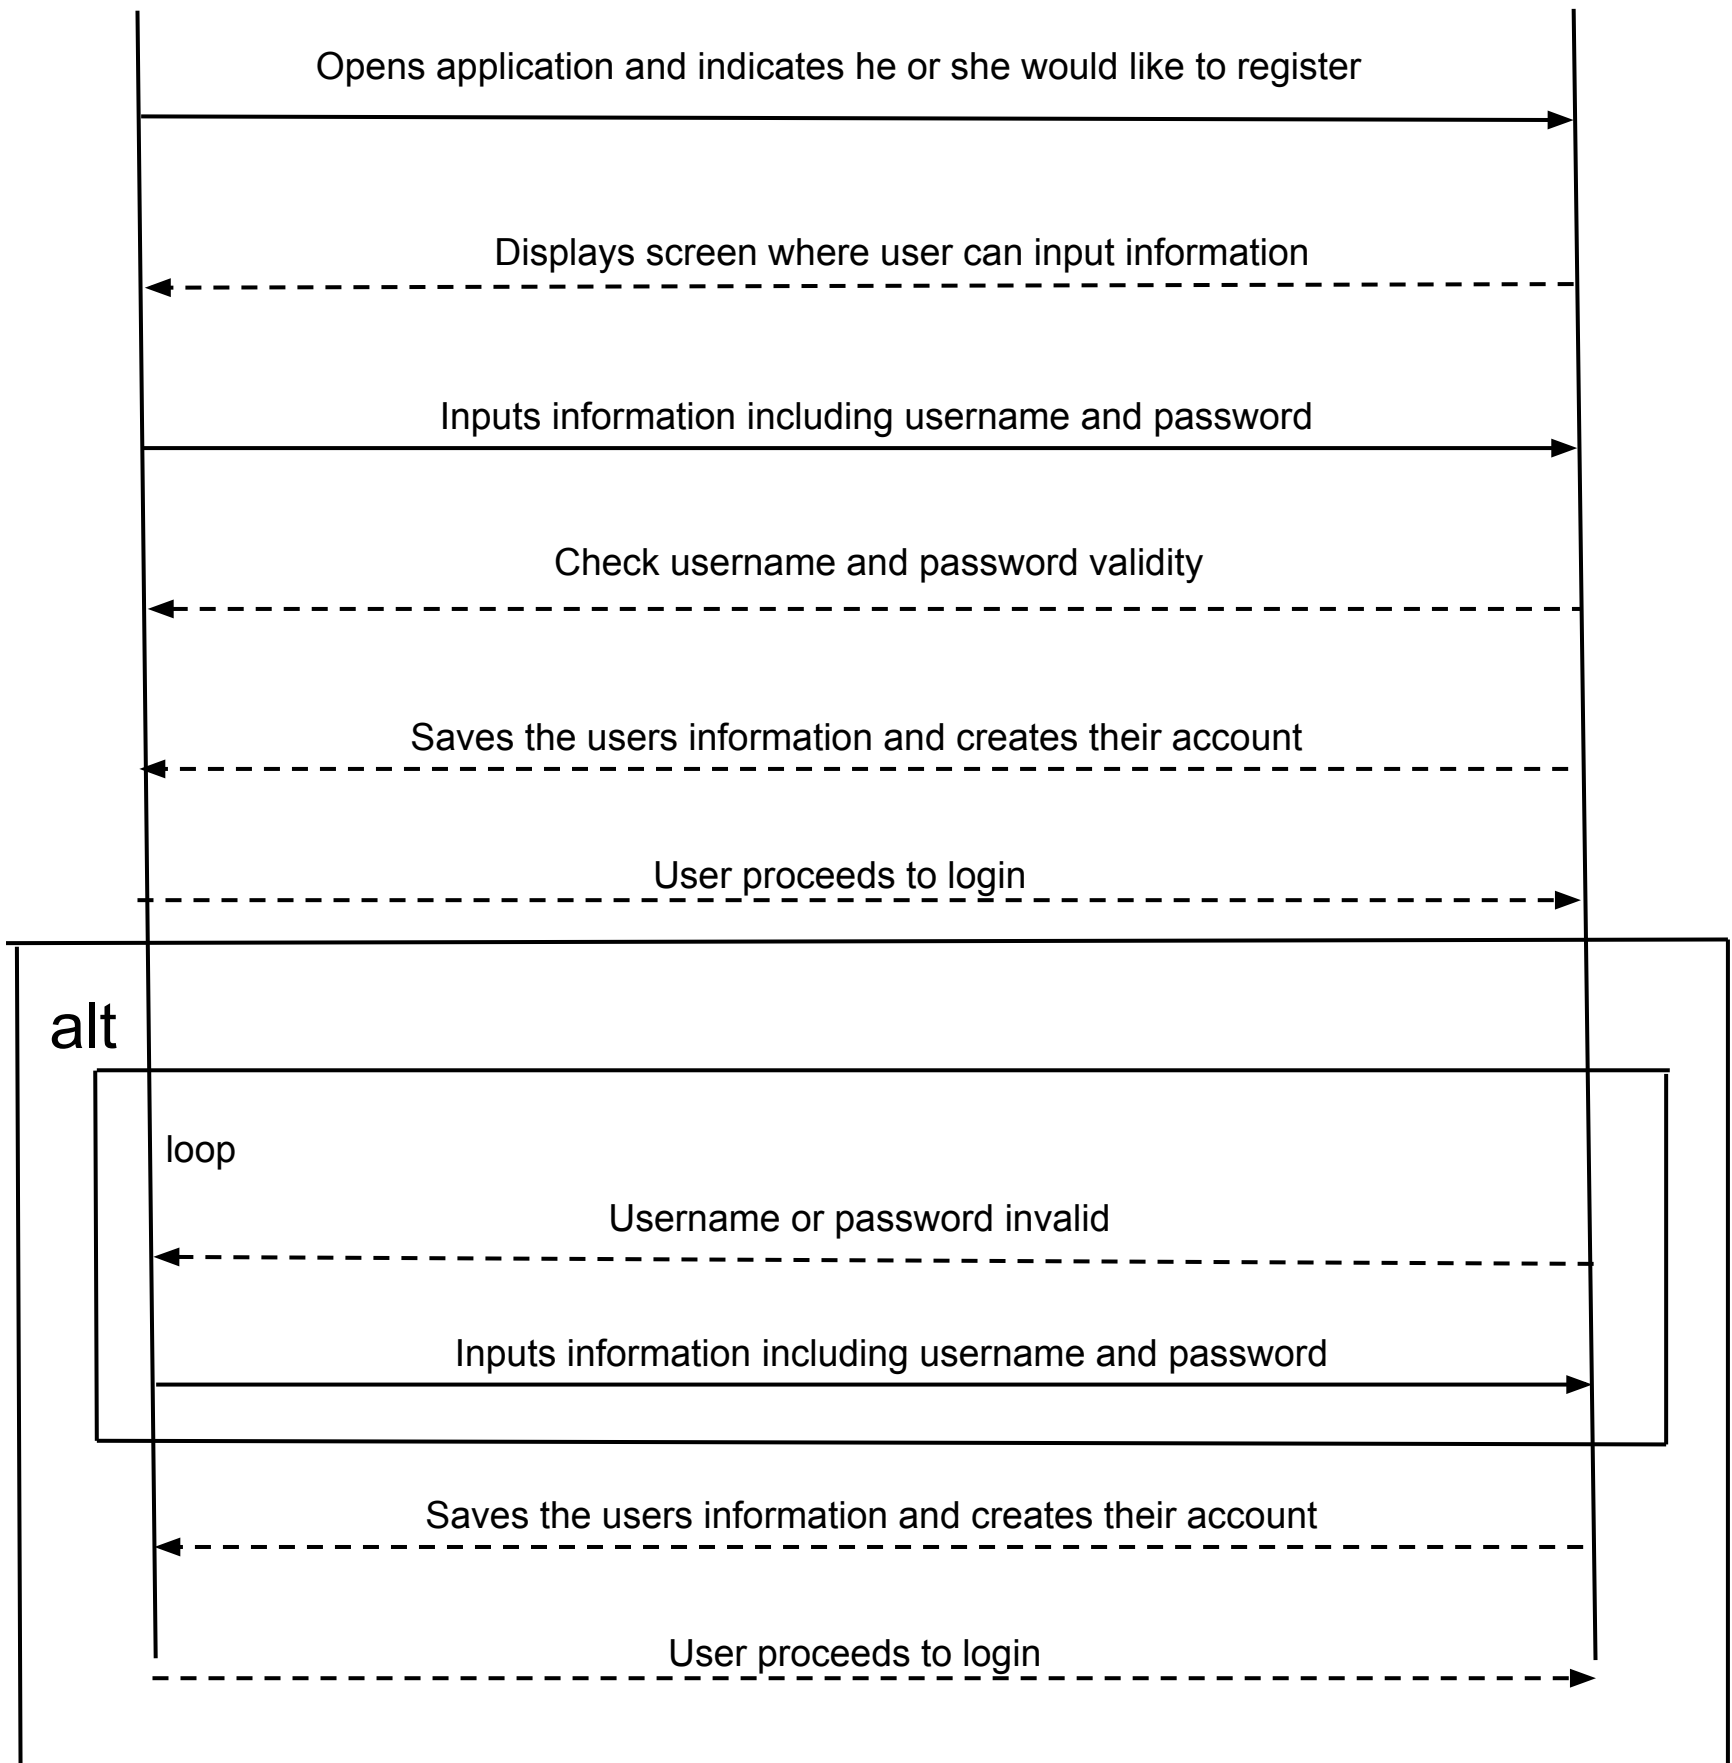 Opens application and indicates he or she would like to register
Displays screen where user can input information
Inputs information including username and password
Check username and password validity
Saves the users information and creates their account
User proceeds to login
alt
loop
Username or password invalid
Inputs information including username and password
Saves the users information and creates their account
User proceeds to login